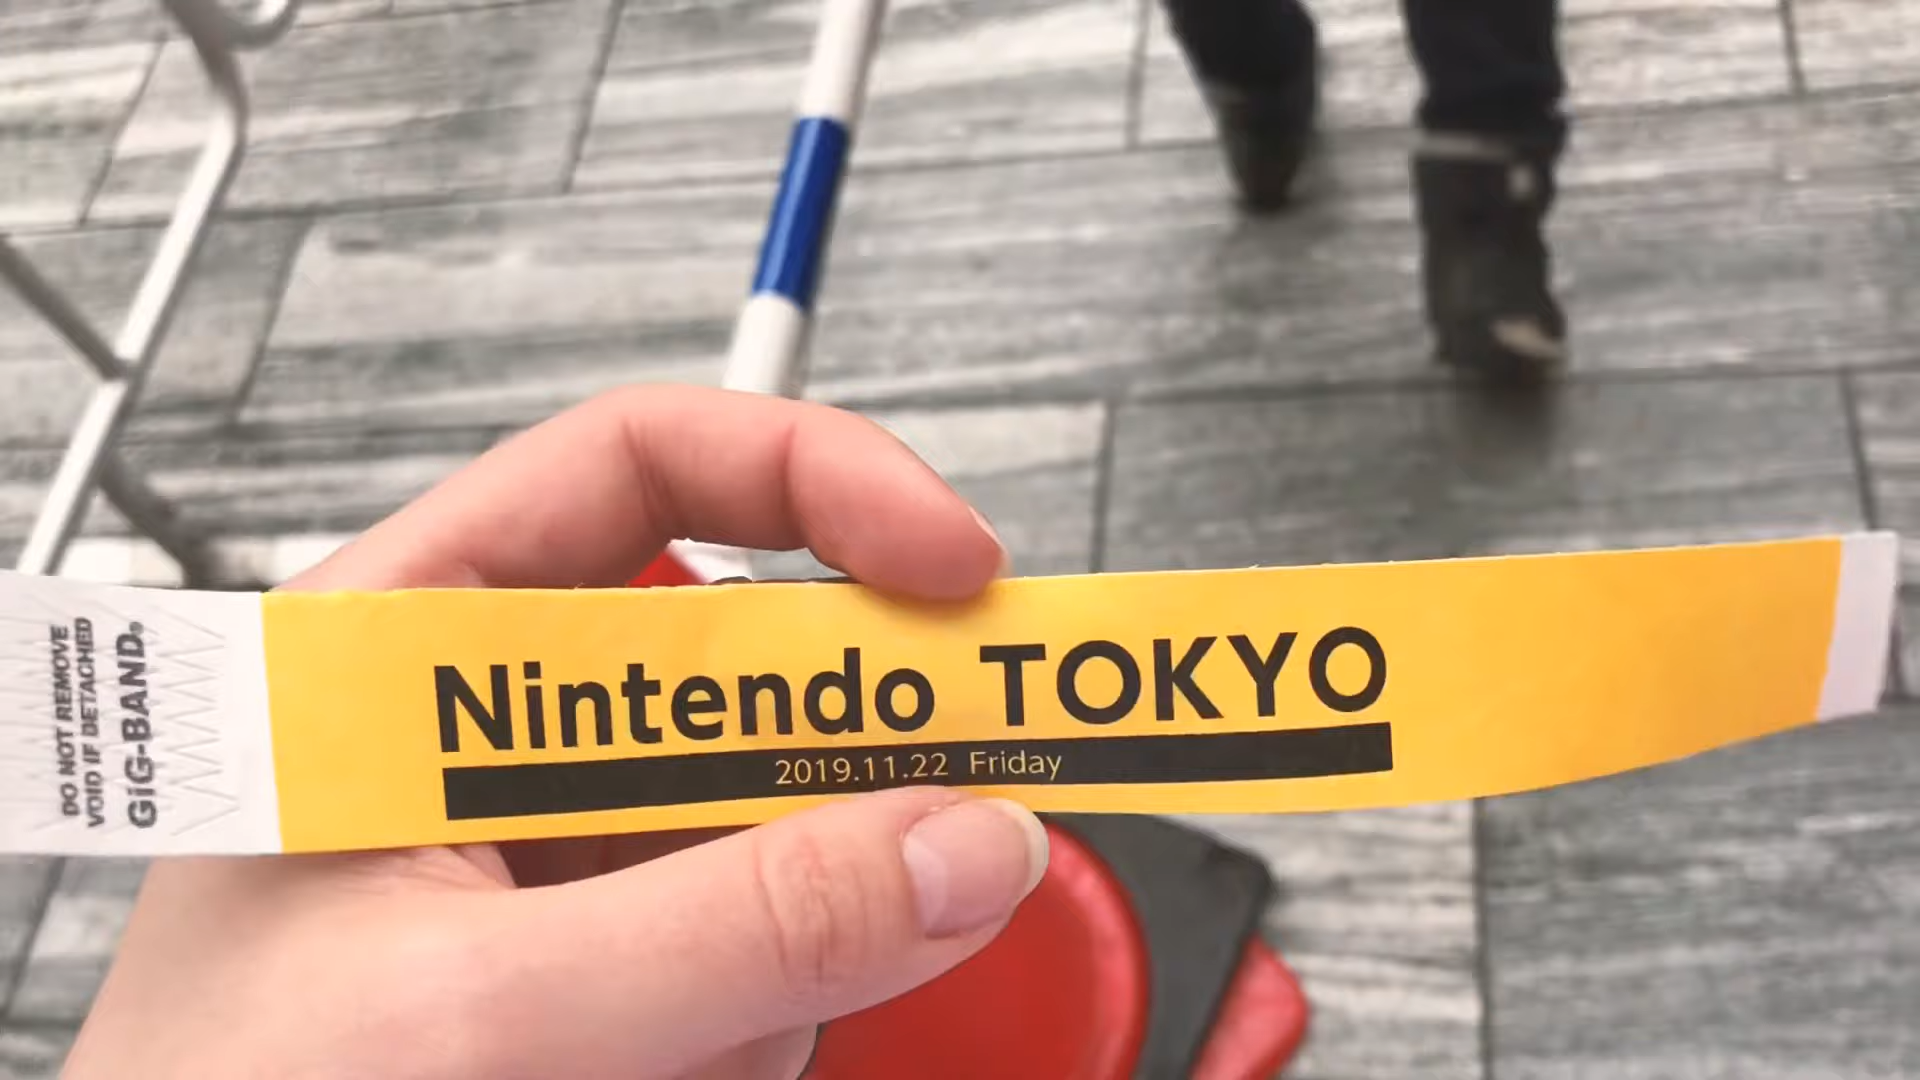 DO NOT REMOVE
VOID IF DETACHED
GiG-BAND®
Nintendo TOKYO
2019.11.22 Friday